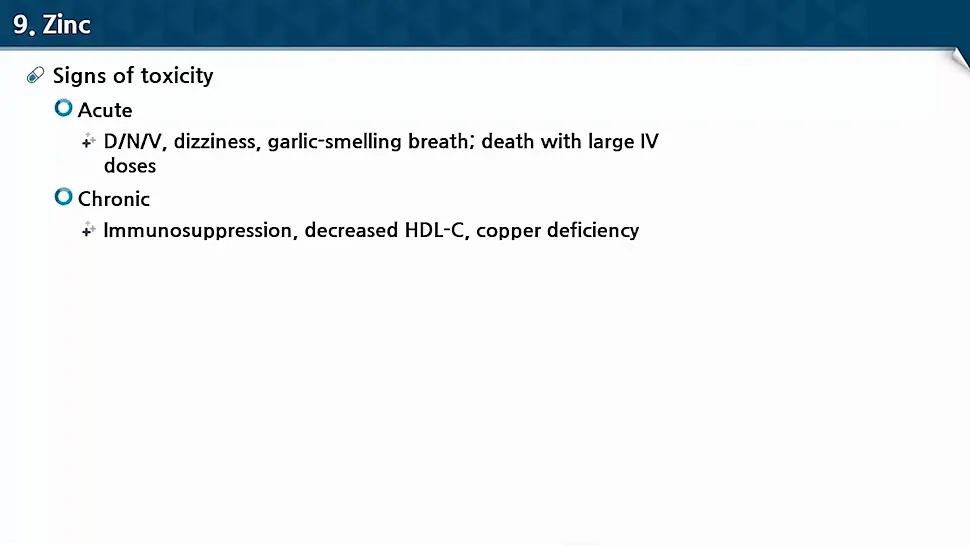 9. Zinc
Signs of toxicity
Acute
D/N/V, dizziness, garlic-smelling breath; death with large IV
doses
Chronic
Immunosuppression, decreased HDL-C, copper deficiency